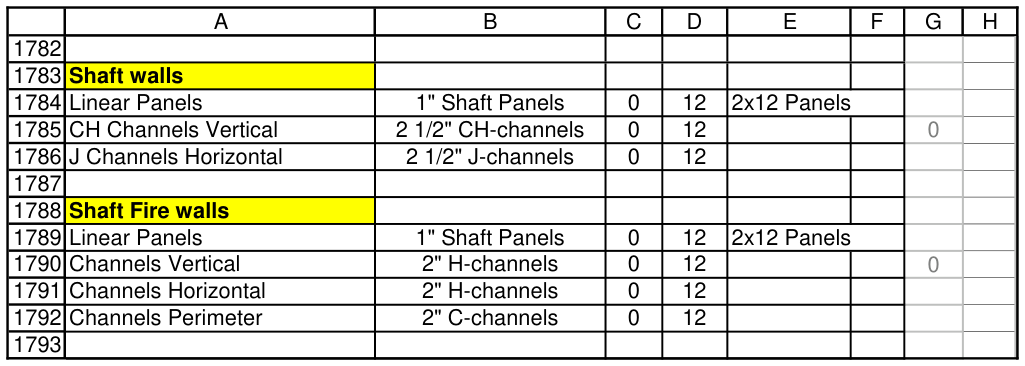 A B C D E F G H
1782
1783 Shaft walls
1784 Linear Panels 1" Shaft Panels 0 12 2x12 Panels
1785 CH Channels Vertical 2 1/2" CH-channels 0 12 0
1786 J Channels Horizontal 2 1/2" J-channels 0 12
1787
1788 Shaft Fire walls
1789 Linear Panels 1" Shaft Panels 0 12 2x12 Panels
1790 Channels Vertical 2" H-channels 0 12 0
1791 Channels Horizontal 2" H-channels 0 12
1792 Channels Perimeter 2" C-channels 0 12
1793